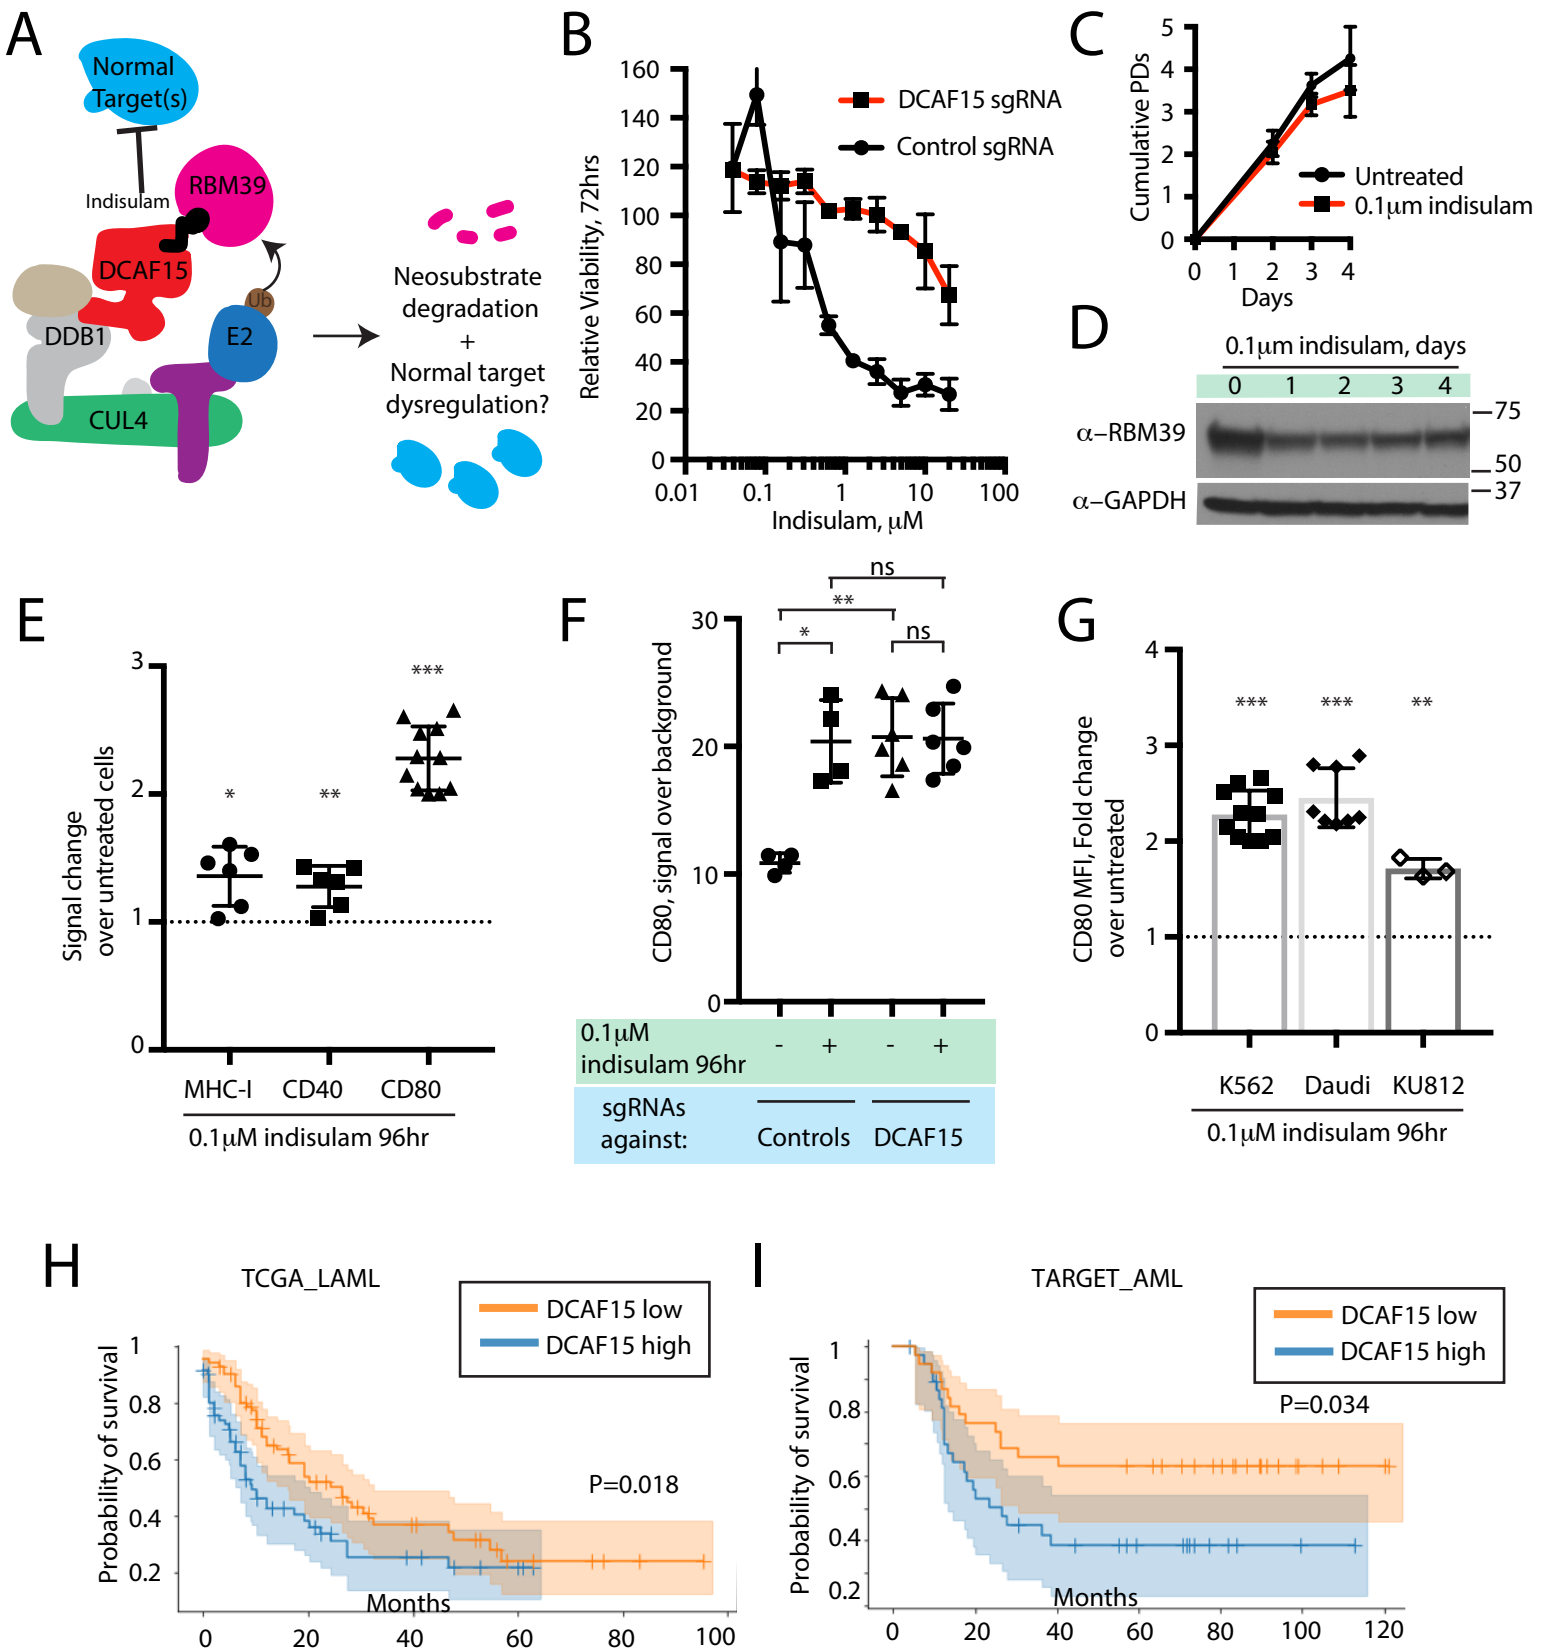 A
Normal
Target(s)
Indisulam
RBM39
DCAF15
Ub
DDB1
E2
CUL4
Neosubstrate
degradation
+
Normal target
dysregulation?
B
Relative Viability, 72hrs
160
140
120
100
80
60
40
20
0
0.01
0.1
1
10
100
Indisulam, μM
DCAF15 sgRNA
Control sgRNA
C
Cumulative PDs
5
4
3
2
1
0
0
1
2
3
4
Days
Untreated
0.1μm indisulam
D
0.1μm indisulam, days
0 1 2 3 4
α–RBM39
α–GAPDH
75
50
37
E
Signal change
over untreated cells
3
2
1
0
*
**
***
MHC-I CD40 CD80
0.1μM indisulam 96hr
F
CD80, signal over background
30
20
10
0
ns
**
*
ns
0.1μM
indisulam 96hr
- + - +
sgRNAs
against:
Controls DCAF15
G
CD80 MFI, Fold change
over untreated
4
3
2
1
0
***
***
**
K562 Daudi KU812
0.1μM indisulam 96hr
H
TCGA_LAML
DCAF15 low
DCAF15 high
Probability of survival
1
0.8
0.6
0.4
0.2
P=0.018
Months
0 20 40 60 80 100
I
TARGET_AML
DCAF15 low
DCAF15 high
P=0.034
Probability of survival
1
0.8
0.6
0.4
0.2
Months
0 20 40 60 80 100 120